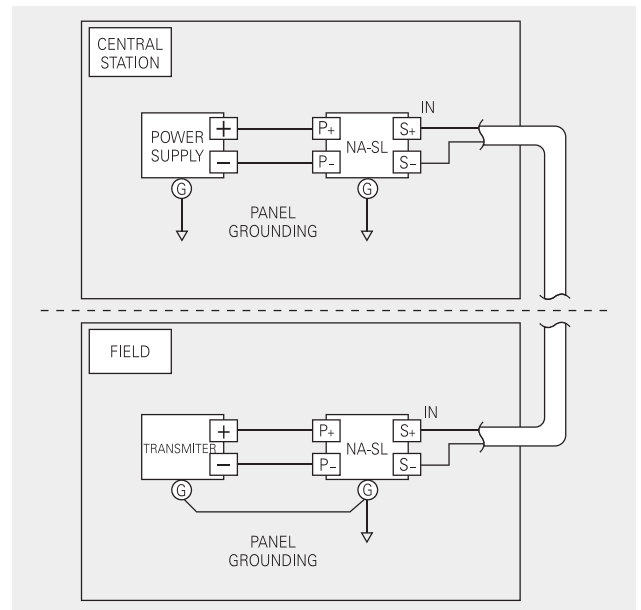 CENTRAL
STATION
IN
POWER
SUPPLY
+
−
P+
P−
NA-SL
S+
S−
G
G
PANEL
GROUNDING
FIELD
IN
TRANSMITER
+
−
P+
P−
NA-SL
S+
S−
G
G
PANEL
GROUNDING